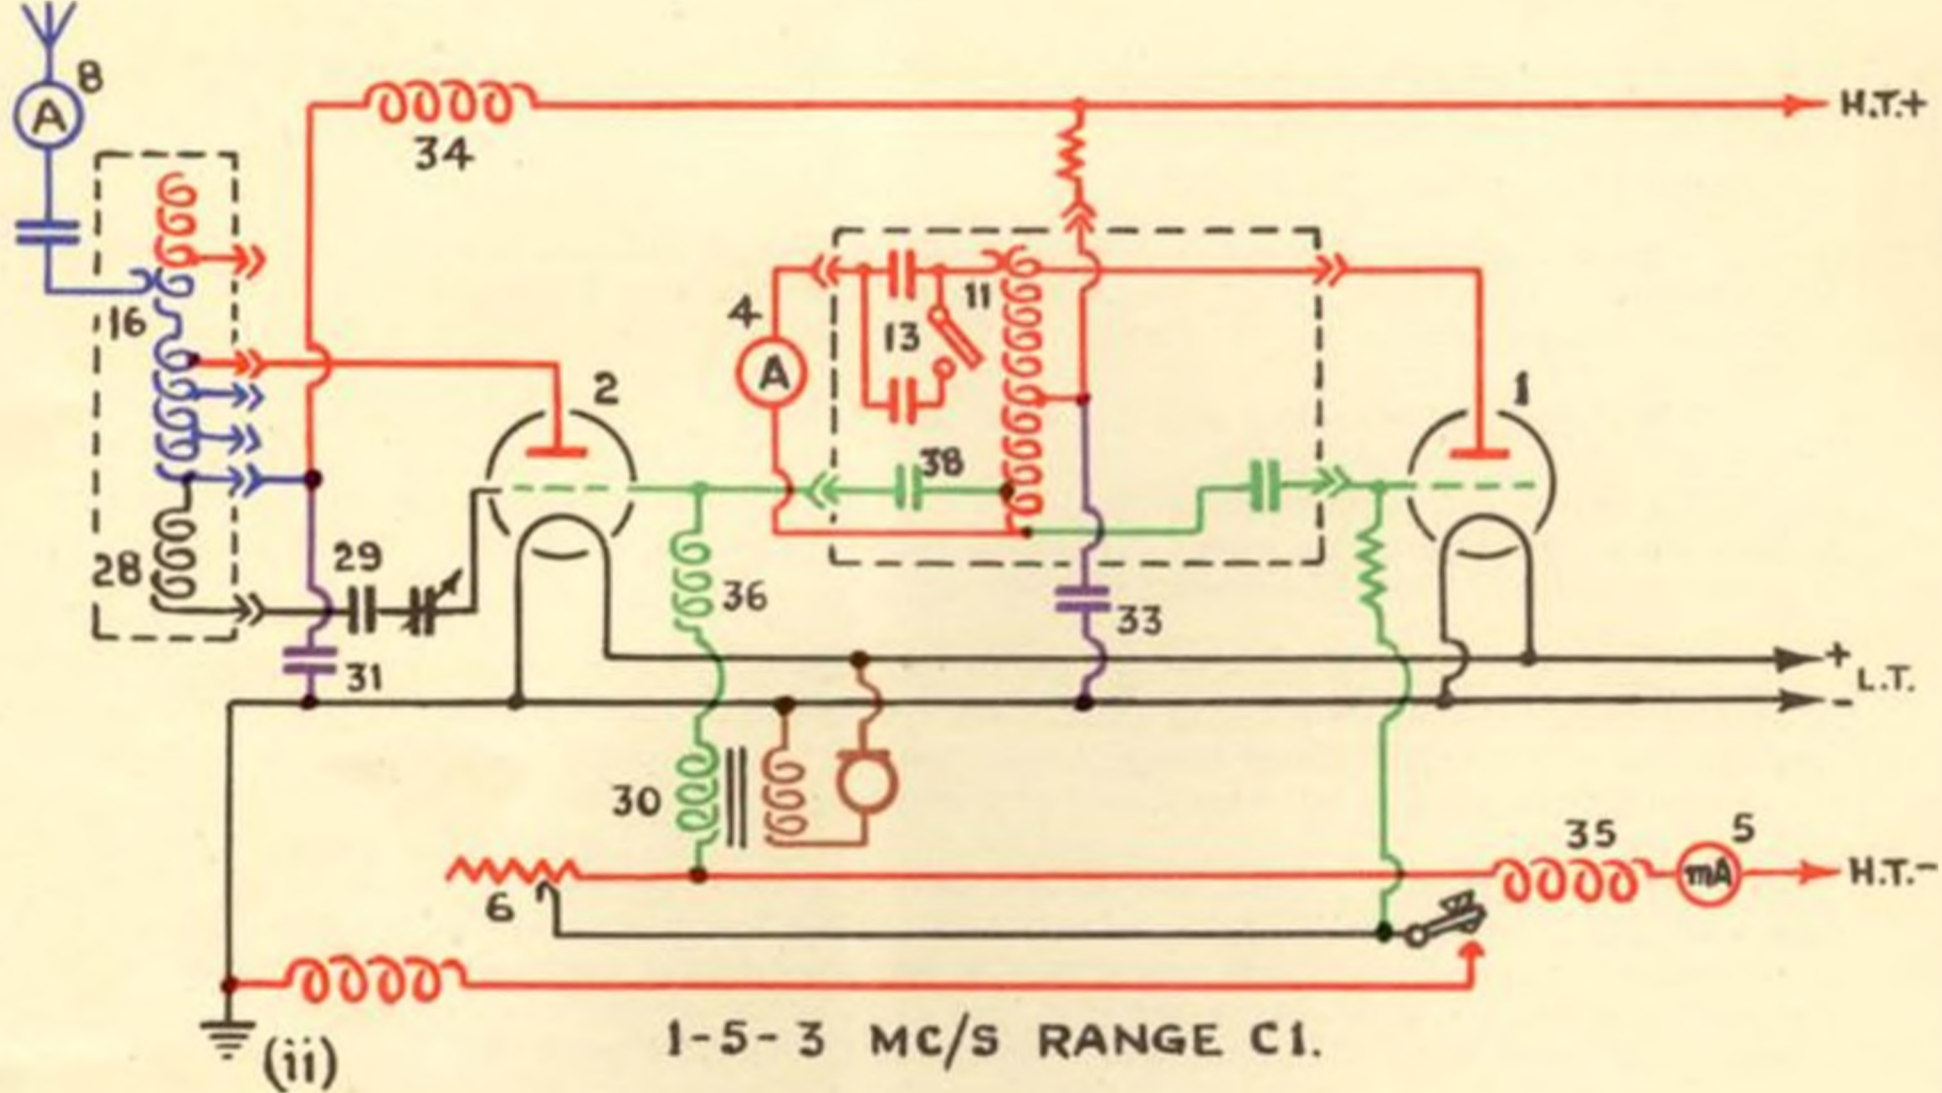 8
A
H.T.+
34
16
11
4
13
A
2
1
38
28
29
36
33
31
+
L.T.
-
30
35
5
mA
H.T.-
6
1-5-3 MC/S RANGE C1.
(ii)